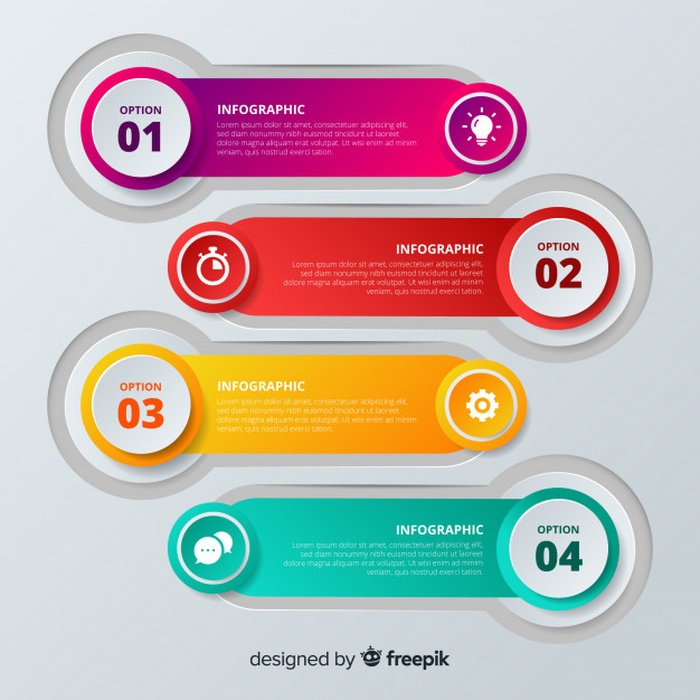 OPTION
01
INFOGRAPHIC
Lorem ipsum dolor sit amet, consectetuer adipiscing elit,
sed diam nonummy nibh euismod tincidunt ut laoreet
dolore magna aliquam erat volutpat. Ut wisi enim ad minim
veniam, quis nostrud exerci tation.
INFOGRAPHIC
Lorem ipsum dolor sit amet, consectetuer adipiscing elit,
sed diam nonummy nibh euismod tincidunt ut laoreet
dolore magna aliquam erat volutpat. Ut wisi enim ad minim
veniam, quis nostrud exerci tation.
OPTION
02
OPTION
03
INFOGRAPHIC
Lorem ipsum dolor sit amet, consectetuer adipiscing elit,
sed diam nonummy nibh euismod tincidunt ut laoreet
dolore magna aliquam erat volutpat. Ut wisi enim ad minim
veniam, quis nostrud exerci tation.
INFOGRAPHIC
Lorem ipsum dolor sit amet, consectetuer adipiscing elit,
sed diam nonummy nibh euismod tincidunt ut laoreet
dolore magna aliquam erat volutpat. Ut wisi enim ad minim
veniam, quis nostrud exerci tation.
OPTION
04
designed by freepik